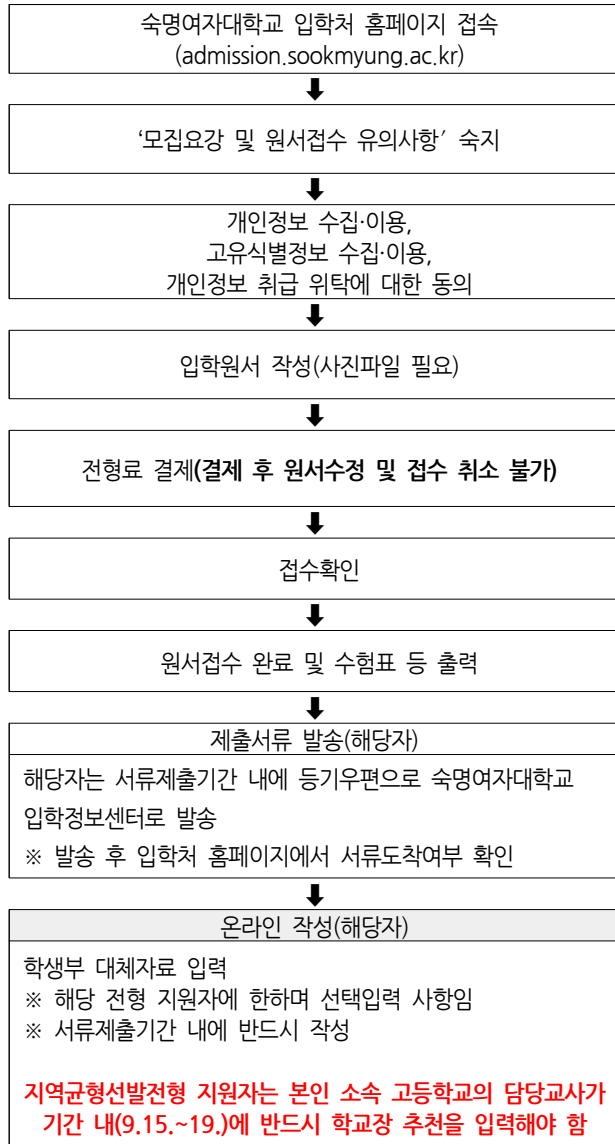 숙명여자대학교 입학처 홈페이지 접속
(admission.sookmyung.ac.kr)
‘모집요강 및 원서접수 유의사항′ 숙지
개인정보 수집·이용,
고유식별정보 수집·이용,
개인정보 취급 위탁에 대한 동의
입학원서 작성(사진파일 필요)
전형료 결제(결제 후 원서수정 및 접수 취소 불가)
접수확인
원서접수 완료 및 수험표 등 출력
제출서류 발송(해당자)
해당자는 서류제출기간 내에 등기우편으로 숙명여자대학교
입학정보센터로 발송
※ 발송 후 입학처 홈페이지에서 서류도착여부 확인
온라인 작성(해당자)
학생부 대체자료 입력
※ 해당 전형 지원자에 한하며 선택입력 사항임
※ 서류제출기간 내에 반드시 작성
지역균형선발전형 지원자는 본인 소속 고등학교의 담당교사가
기간 내(9.15.~19.)에 반드시 학교장 추천을 입력해야 함